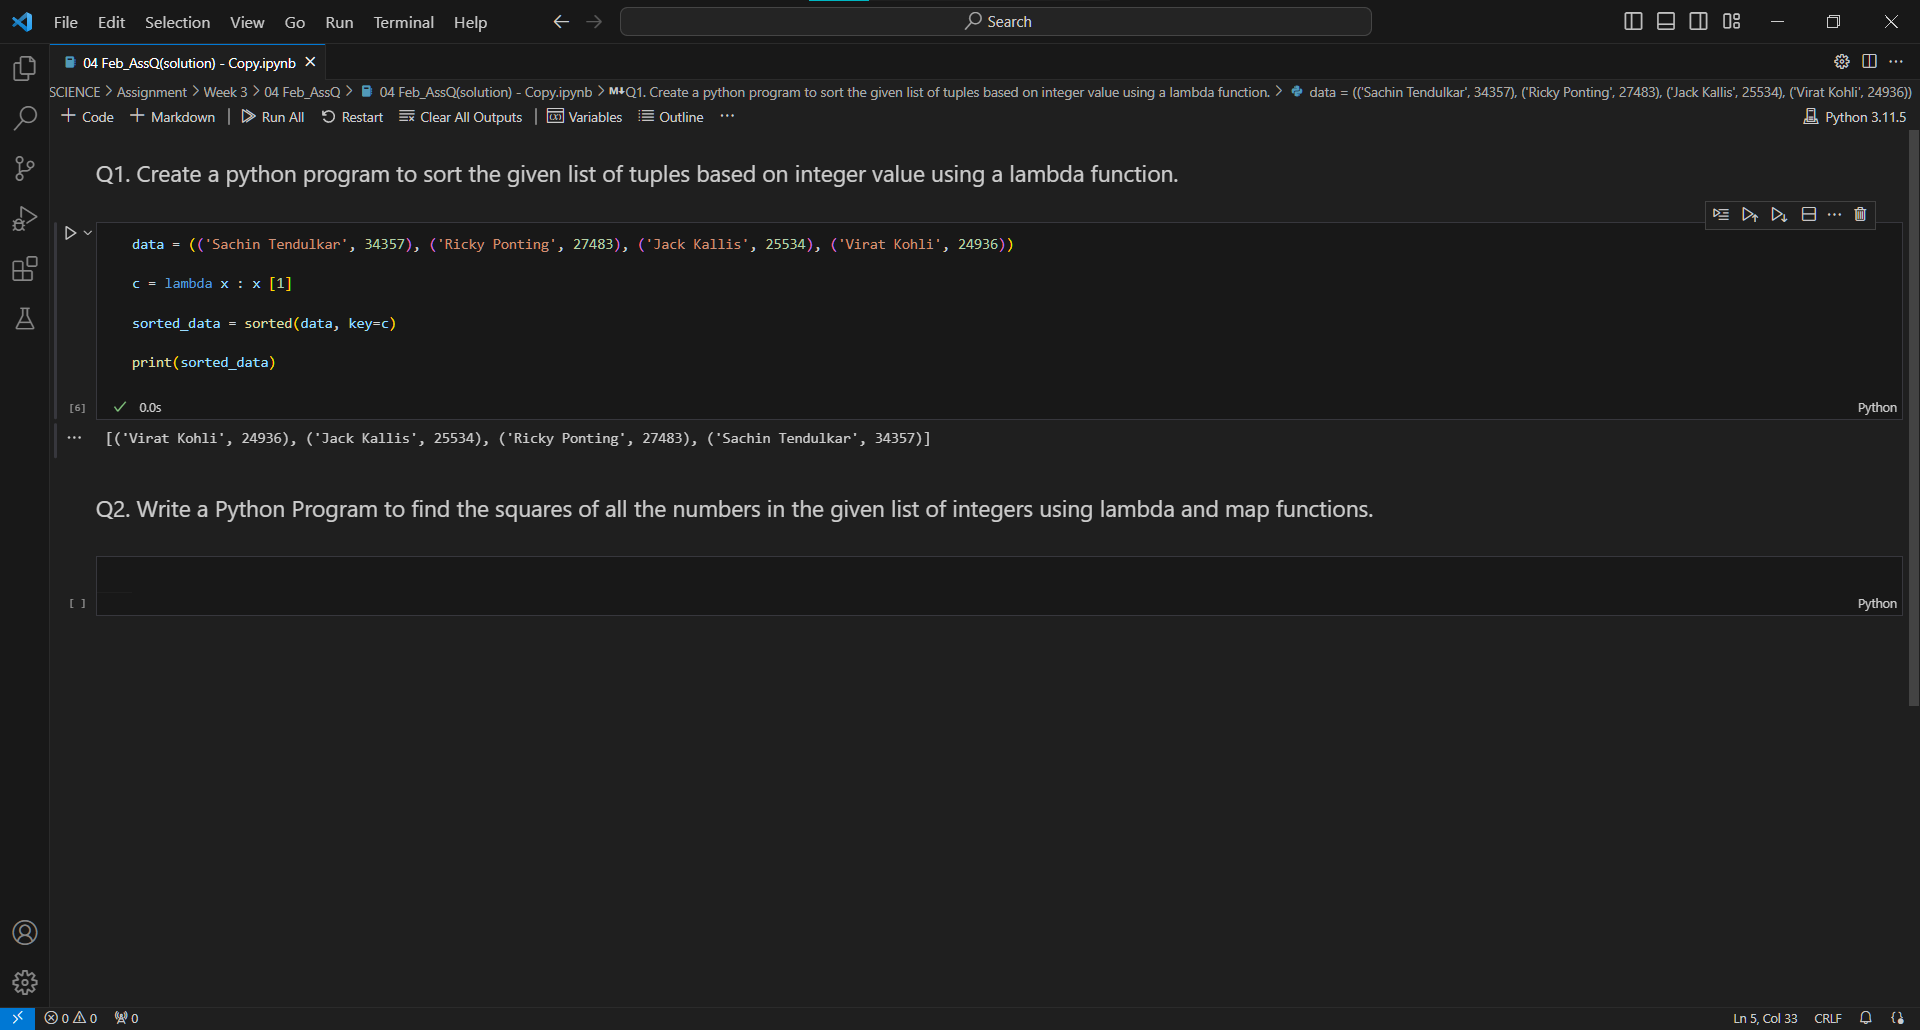 File Edit Selection View Go Run Terminal Help Search
04 Feb_AssQ(solution) - Copy.ipynb
SCIENCE > Assignment > Week 3 > 04 Feb_AssQ > 04 Feb_AssQ(solution) - Copy.ipynb > M↓Q1. Create a python program to sort the given list of tuples based on integer value using a lambda function. > data = (('Sachin Tendulkar', 34357), ('Ricky Ponting', 27483), ('Jack Kallis', 25534), ('Virat Kohli', 24936))
+ Code + Markdown | Run All Restart Clear All Outputs | Variables Outline ... Python 3.11.5
Q1. Create a python program to sort the given list of tuples based on integer value using a lambda function.
data = (('Sachin Tendulkar', 34357), ('Ricky Ponting', 27483), ('Jack Kallis', 25534), ('Virat Kohli', 24936))
c = lambda x : x [1]
sorted_data = sorted(data, key=c)
print(sorted_data)
[6] ✓ 0.0s Python
... [('Virat Kohli', 24936), ('Jack Kallis', 25534), ('Ricky Ponting', 27483), ('Sachin Tendulkar', 34357)]
Q2. Write a Python Program to find the squares of all the numbers in the given list of integers using lambda and map functions.
[ ] Python
0 0 0 Ln 5, Col 33 CRLF